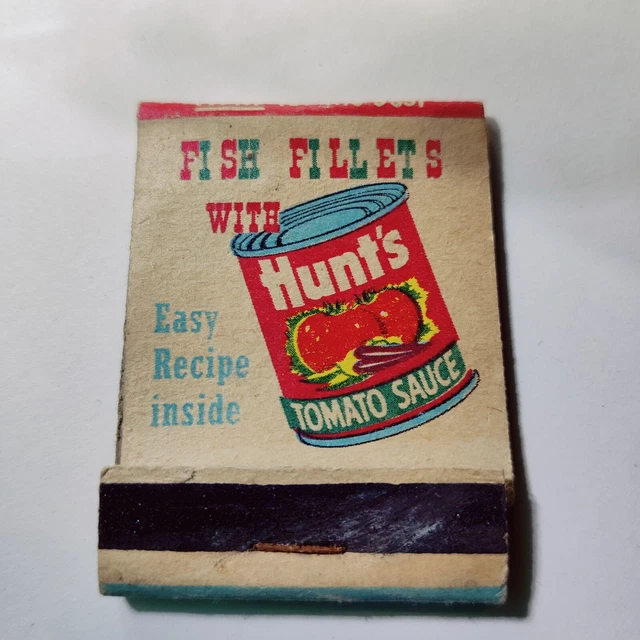 FISH FILLETS
WITH
Hunt's
TOMATO SAUCE
Easy
Recipe
inside